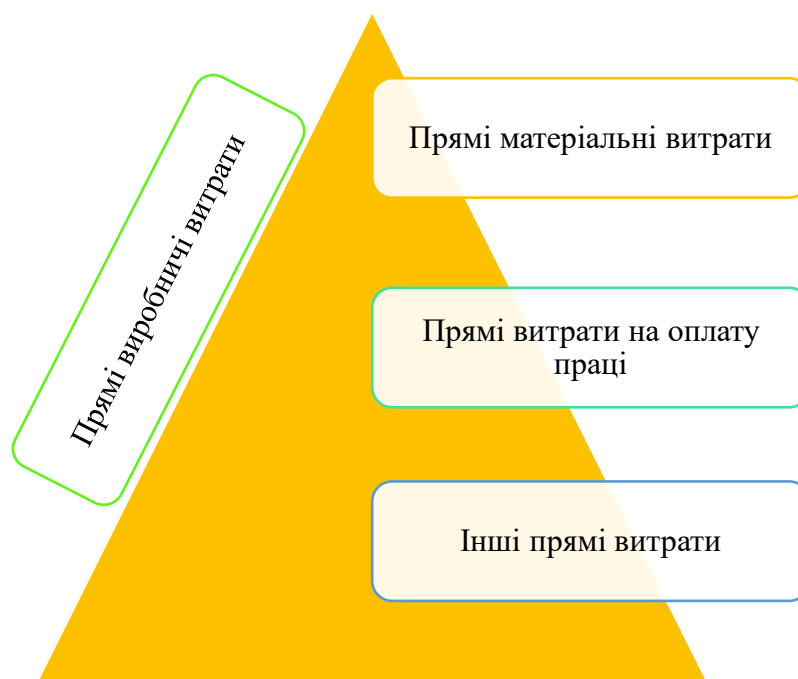 Прямі виробничі витрати
Прямі матеріальні витрати
Прямі витрати на оплату
праці
Інші прямі витрати